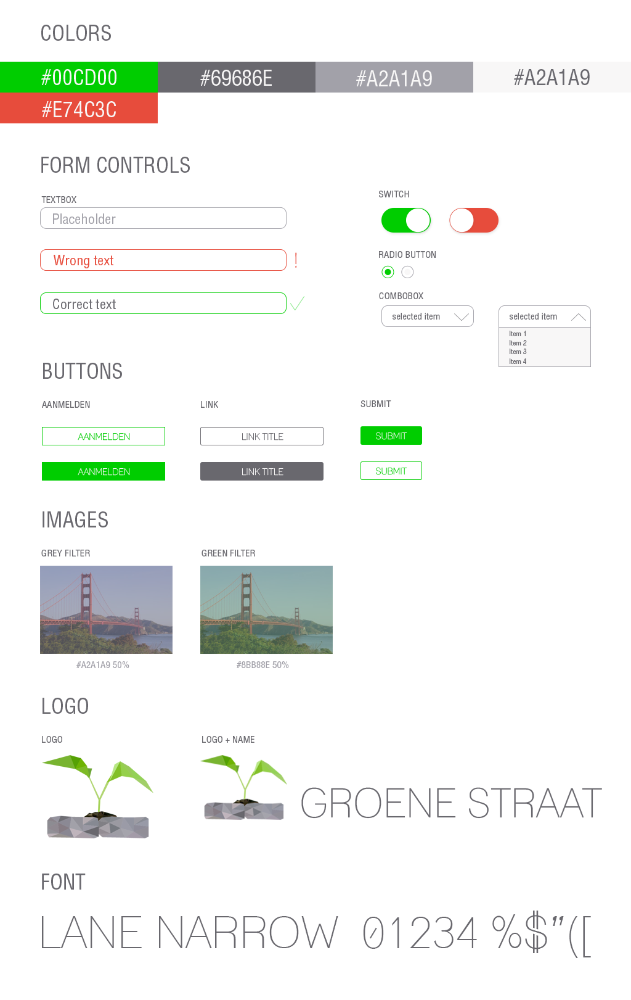 COLORS
#00CD00 #69686E #A2A1A9 #A2A1A9
#E74C3C
FORM CONTROLS
TEXTBOX
Placeholder
Wrong text !
Correct text
SWITCH
RADIO BUTTON
COMBOBOX
selected item selected item
Item 1
Item 2
Item 3
Item 4
BUTTONS
AANMELDEN LINK SUBMIT
AANMELDEN LINK TITLE SUBMIT
AANMELDEN LINK TITLE SUBMIT
IMAGES
GREY FILTER GREEN FILTER
#A2A1A9 50% #8BB88E 50%
LOGO
LOGO LOGO + NAME
GROENE STRAAT
FONT
LANE NARROW 01234 %$"([